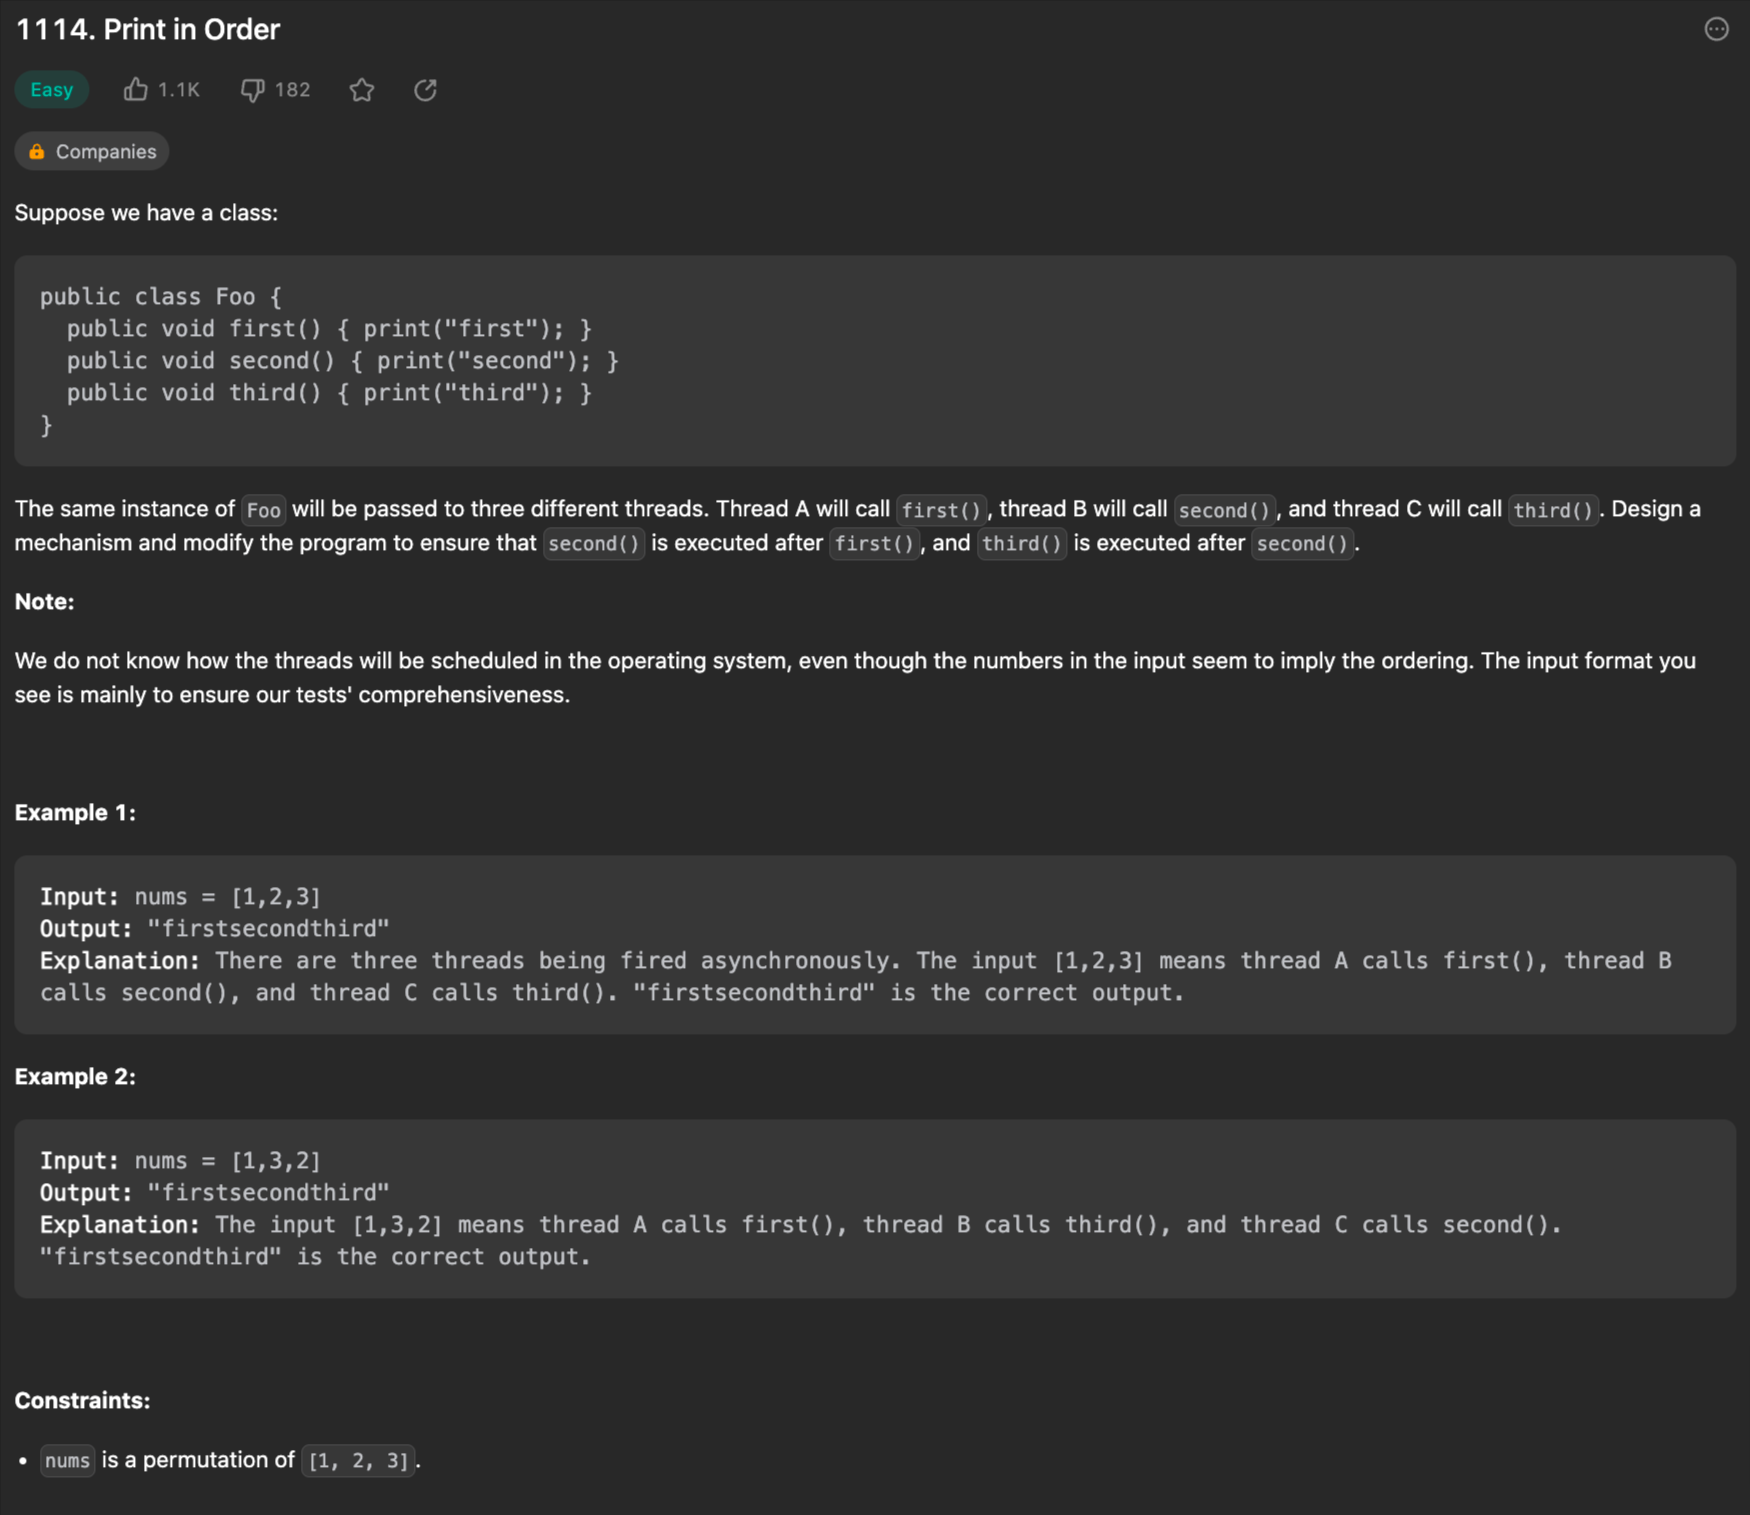 1114. Print in Order
Easy 1.1K 182
Companies
Suppose we have a class:
public class Foo {
  public void first() { print("first"); }
  public void second() { print("second"); }
  public void third() { print("third"); }
}
The same instance of Foo will be passed to three different threads. Thread A will call first(), thread B will call second(), and thread C will call third(). Design a
mechanism and modify the program to ensure that second() is executed after first(), and third() is executed after second().
Note:
We do not know how the threads will be scheduled in the operating system, even though the numbers in the input seem to imply the ordering. The input format you
see is mainly to ensure our tests' comprehensiveness.
Example 1:
Input: nums = [1,2,3]
Output: "firstsecondthird"
Explanation: There are three threads being fired asynchronously. The input [1,2,3] means thread A calls first(), thread B
calls second(), and thread C calls third(). "firstsecondthird" is the correct output.
Example 2:
Input: nums = [1,3,2]
Output: "firstsecondthird"
Explanation: The input [1,3,2] means thread A calls first(), thread B calls third(), and thread C calls second().
"firstsecondthird" is the correct output.
Constraints:
• nums is a permutation of [1, 2, 3].